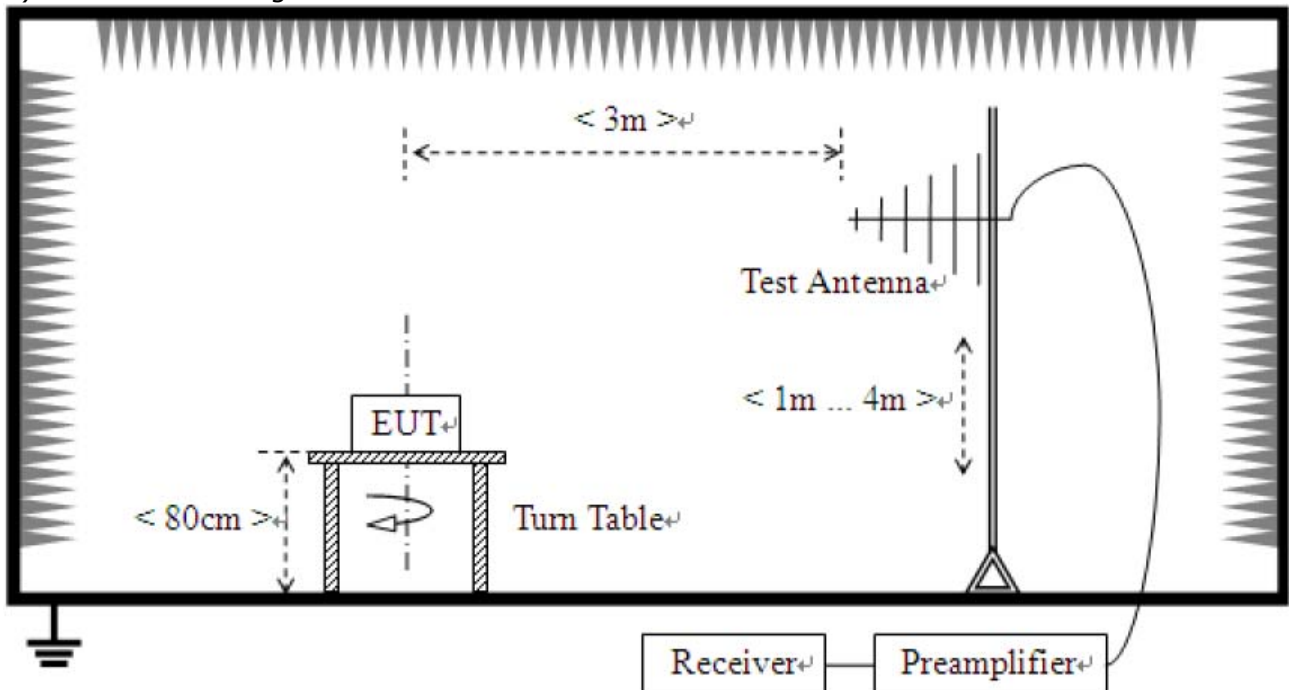 < 3m >↵
Test Antenna↵
< 1m ... 4m >↵
EUT↵
< 80cm >↵
Turn Table↵
Receiver↵
Preamplifier↵